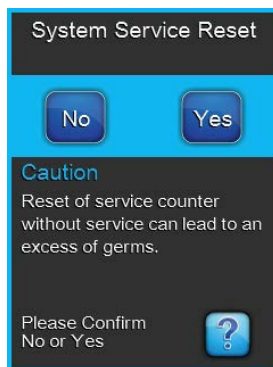 System Service Reset
No Yes
Caution
Reset of service counter
without service can lead to an
excess of germs.
Please Confirm
No or Yes
?